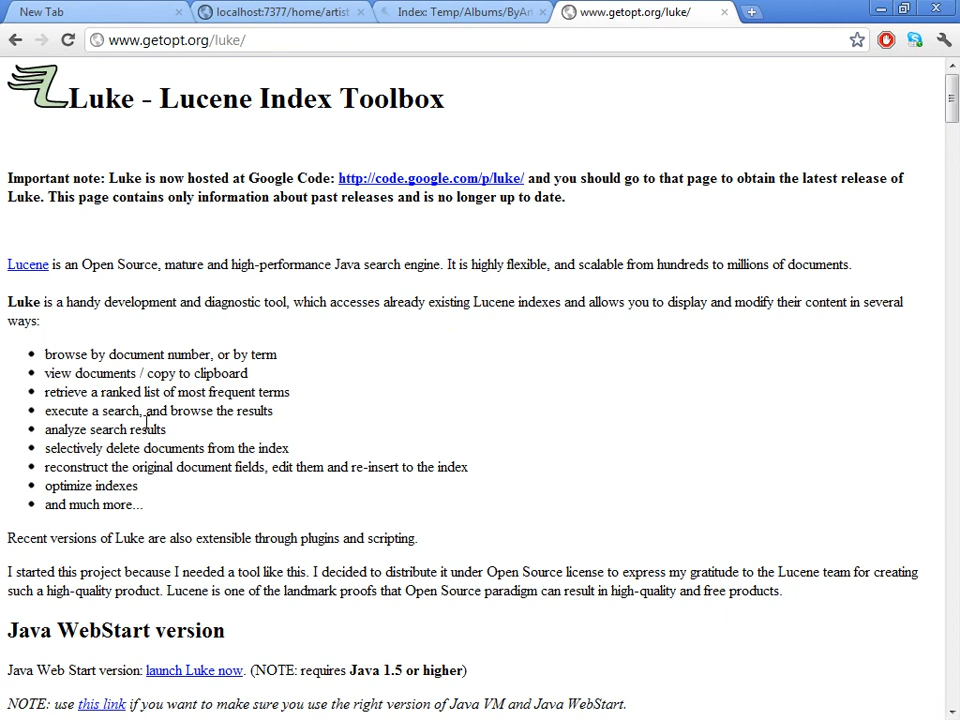 New Tab
localhost:7377/home/artist
Index: Temp/Albums/ByAr
www.getopt.org/luke/
www.getopt.org/luke/
Luke - Lucene Index Toolbox
Important note: Luke is now hosted at Google Code: http://code.google.com/p/luke/ and you should go to that page to obtain the latest release of
Luke. This page contains only information about past releases and is no longer up to date.
Lucene is an Open Source, mature and high-performance Java search engine. It is highly flexible, and scalable from hundreds to millions of documents.
Luke is a handy development and diagnostic tool, which accesses already existing Lucene indexes and allows you to display and modify their content in several
ways:
• browse by document number, or by term
• view documents / copy to clipboard
• retrieve a ranked list of most frequent terms
• execute a search, and browse the results
• analyze search results
• selectively delete documents from the index
• reconstruct the original document fields, edit them and re-insert to the index
• optimize indexes
• and much more...
Recent versions of Luke are also extensible through plugins and scripting.
I started this project because I needed a tool like this. I decided to distribute it under Open Source license to express my gratitude to the Lucene team for creating
such a high-quality product. Lucene is one of the landmark proofs that Open Source paradigm can result in high-quality and free products.
Java WebStart version
Java Web Start version: launch Luke now. (NOTE: requires Java 1.5 or higher)
NOTE: use this link if you want to make sure you use the right version of Java VM and Java WebStart.